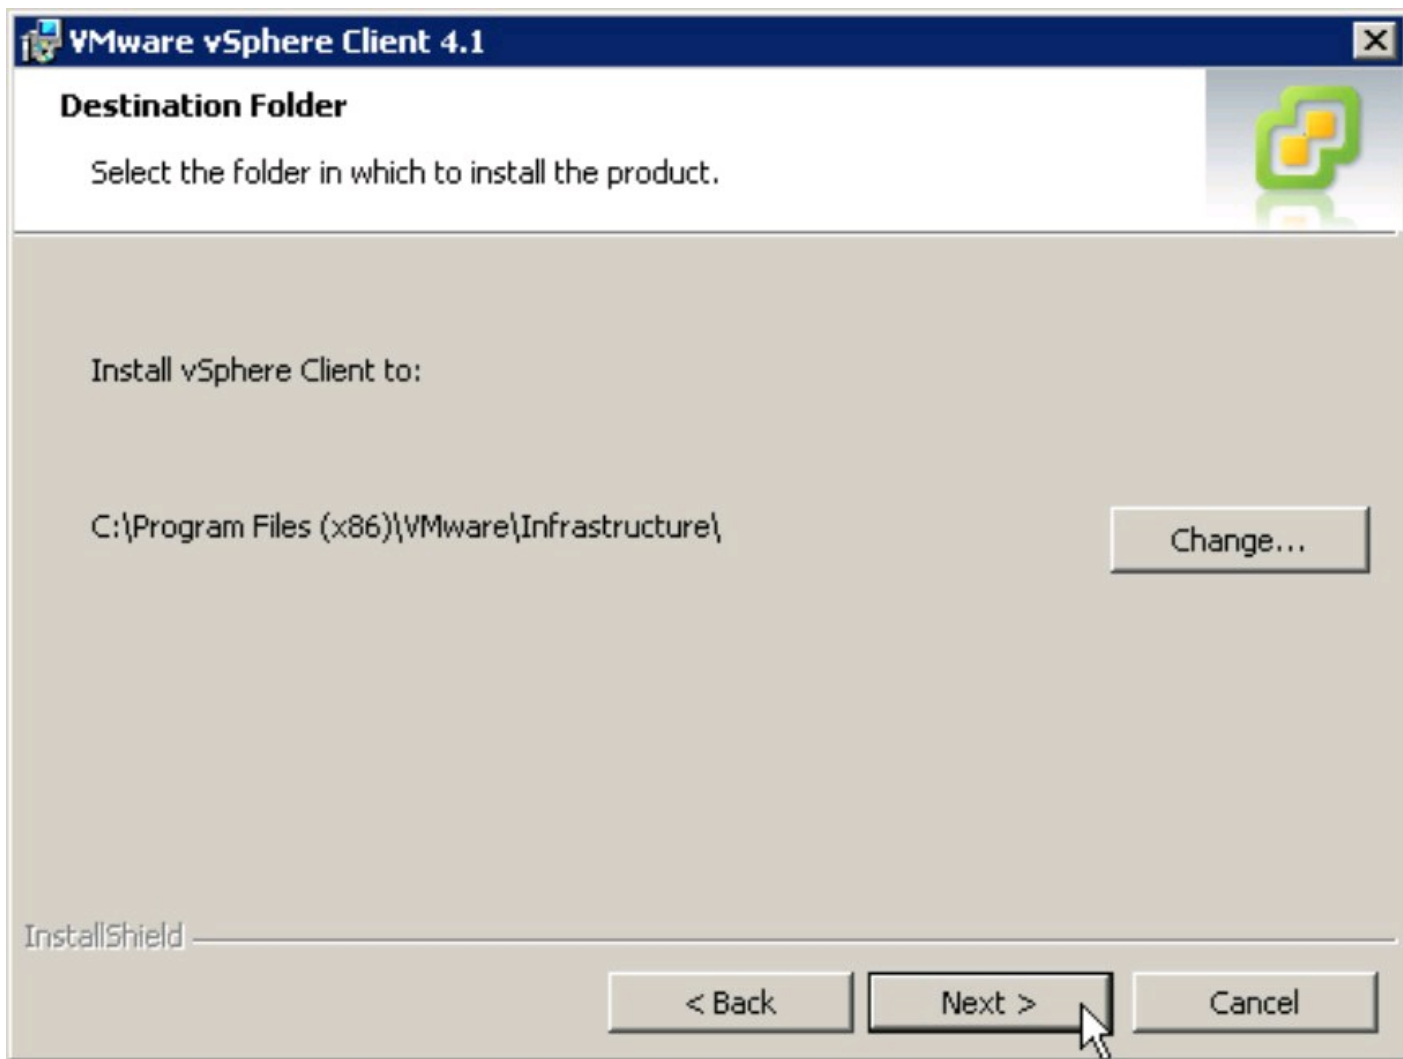 VMware vSphere Client 4.1
Destination Folder
Select the folder in which to install the product.
Install vSphere Client to:
C:\Program Files (x86)\VMware\Infrastructure\
Change...
InstallShield
< Back
Next >
Cancel